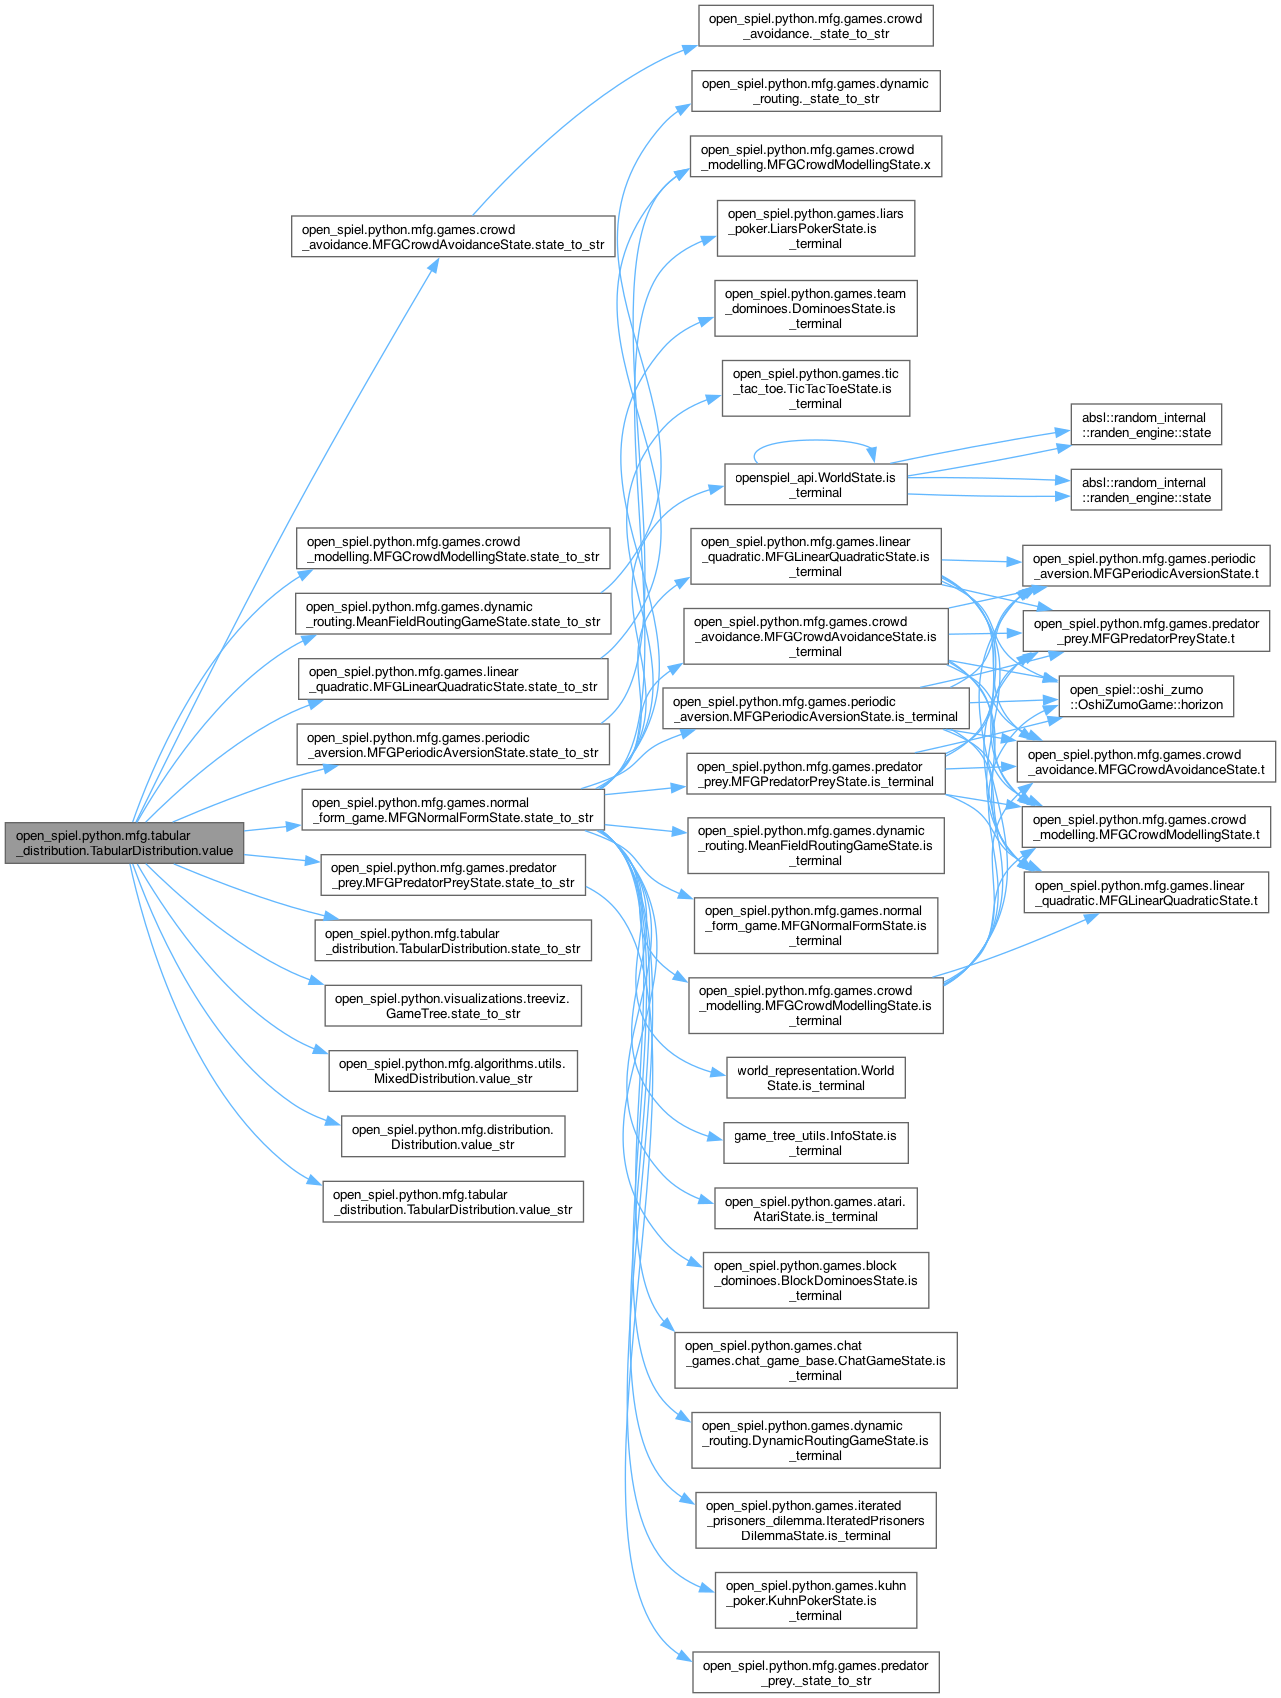 open_spiel.python.mfg.tabular
_distribution.TabularDistribution.value
open_spiel.python.mfg.games.crowd
_avoidance.MFGCrowdAvoidanceState.state_to_str
open_spiel.python.mfg.games.crowd
_modelling.MFGCrowdModellingState.state_to_str
open_spiel.python.mfg.games.dynamic
_routing.MeanFieldRoutingGameState.state_to_str
open_spiel.python.mfg.games.linear
_quadratic.MFGLinearQuadraticState.state_to_str
open_spiel.python.mfg.games.periodic
_aversion.MFGPeriodicAversionState.state_to_str
open_spiel.python.mfg.games.normal
_form_game.MFGNormalFormState.state_to_str
open_spiel.python.mfg.games.predator
_prey.MFGPredatorPreyState.state_to_str
open_spiel.python.mfg.tabular
_distribution.TabularDistribution.state_to_str
open_spiel.python.visualizations.treeviz.
GameTree.state_to_str
open_spiel.python.mfg.algorithms.utils.
MixedDistribution.value_str
open_spiel.python.mfg.distribution.
Distribution.value_str
open_spiel.python.mfg.tabular
_distribution.TabularDistribution.value_str
open_spiel.python.mfg.games.crowd
_avoidance._state_to_str
open_spiel.python.mfg.games.dynamic
_routing._state_to_str
open_spiel.python.mfg.games.crowd
_modelling.MFGCrowdModellingState.x
open_spiel.python.games.liars
_poker.LiarsPokerState.is
_terminal
open_spiel.python.games.team
_dominoes.DominoesState.is
_terminal
open_spiel.python.games.tic
_tac_toe.TicTacToeState.is
_terminal
openspiel_api.WorldState.is
_terminal
open_spiel.python.mfg.games.linear
_quadratic.MFGLinearQuadraticState.is
_terminal
open_spiel.python.mfg.games.crowd
_avoidance.MFGCrowdAvoidanceState.is
_terminal
open_spiel.python.mfg.games.periodic
_aversion.MFGPeriodicAversionState.is_terminal
open_spiel.python.mfg.games.predator
_prey.MFGPredatorPreyState.is_terminal
open_spiel.python.mfg.games.dynamic
_routing.MeanFieldRoutingGameState.is
_terminal
open_spiel.python.mfg.games.normal
_form_game.MFGNormalFormState.is
_terminal
open_spiel.python.mfg.games.crowd
_modelling.MFGCrowdModellingState.is
_terminal
world_representation.World
State.is_terminal
game_tree_utils.InfoState.is
_terminal
open_spiel.python.games.atari.
AtariState.is_terminal
open_spiel.python.games.block
_dominoes.BlockDominoesState.is
_terminal
open_spiel.python.games.chat
_games.chat_game_base.ChatGameState.is
_terminal
open_spiel.python.games.dynamic
_routing.DynamicRoutingGameState.is
_terminal
open_spiel.python.games.iterated
_prisoners_dilemma.IteratedPrisoners
DilemmaState.is_terminal
open_spiel.python.games.kuhn
_poker.KuhnPokerState.is
_terminal
open_spiel.python.mfg.games.predator
_prey._state_to_str
absl::random_internal
::randen_engine::state
absl::random_internal
::randen_engine::state
open_spiel.python.mfg.games.periodic
_aversion.MFGPeriodicAversionState.t
open_spiel.python.mfg.games.predator
_prey.MFGPredatorPreyState.t
open_spiel::oshi_zumo
::OshiZumoGame::horizon
open_spiel.python.mfg.games.crowd
_avoidance.MFGCrowdAvoidanceState.t
open_spiel.python.mfg.games.crowd
_modelling.MFGCrowdModellingState.t
open_spiel.python.mfg.games.linear
_quadratic.MFGLinearQuadraticState.t